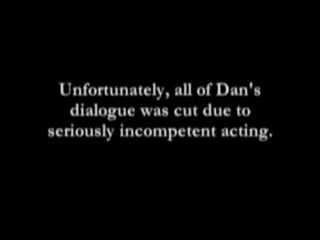 Unfortunately, all of Dan's
dialogue was cut due to
seriously incompetent acting.